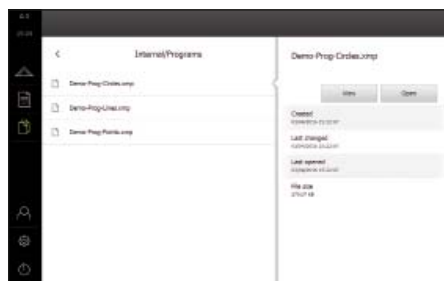 Internal/Programs
Demo-Prog-Circles.xmp
Demo-Prog-Lines.xmp
Demo-Prog-Points.xmp
Demo-Prog-Circles.xmp
View
Open
Created
Last changed
Last opened
File size